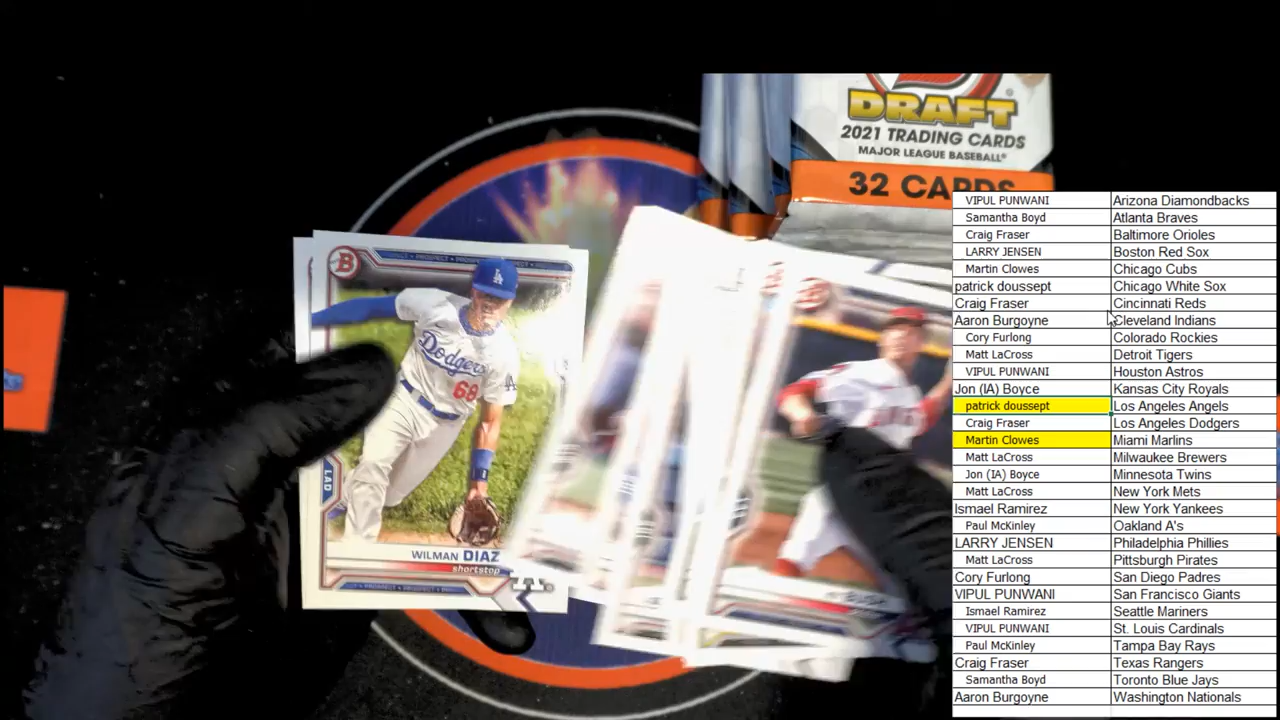 DRAFT
2021 TRADING CARDS
MAJOR LEAGUE BASEBALL®
32 CARDS
B
PROSPECT
LA
Dodgers
68
LA
LAD
WILMAN DIAZ
shortstop
PROSPECT
VIPUL PUNWANI Arizona Diamondbacks
Samantha Boyd Atlanta Braves
Craig Fraser Baltimore Orioles
LARRY JENSEN Boston Red Sox
Martin Clowes Chicago Cubs
patrick doussept Chicago White Sox
Craig Fraser Cincinnati Reds
Aaron Burgoyne Cleveland Indians
Cory Furlong Colorado Rockies
Matt LaCross Detroit Tigers
VIPUL PUNWANI Houston Astros
Jon (IA) Boyce Kansas City Royals
patrick doussept Los Angeles Angels
Craig Fraser Los Angeles Dodgers
Martin Clowes Miami Marlins
Matt LaCross Milwaukee Brewers
Jon (IA) Boyce Minnesota Twins
Matt LaCross New York Mets
Ismael Ramirez New York Yankees
Paul McKinley Oakland A's
LARRY JENSEN Philadelphia Phillies
Matt LaCross Pittsburgh Pirates
Cory Furlong San Diego Padres
VIPUL PUNWANI San Francisco Giants
Ismael Ramirez Seattle Mariners
VIPUL PUNWANI St. Louis Cardinals
Paul McKinley Tampa Bay Rays
Craig Fraser Texas Rangers
Samantha Boyd Toronto Blue Jays
Aaron Burgoyne Washington Nationals